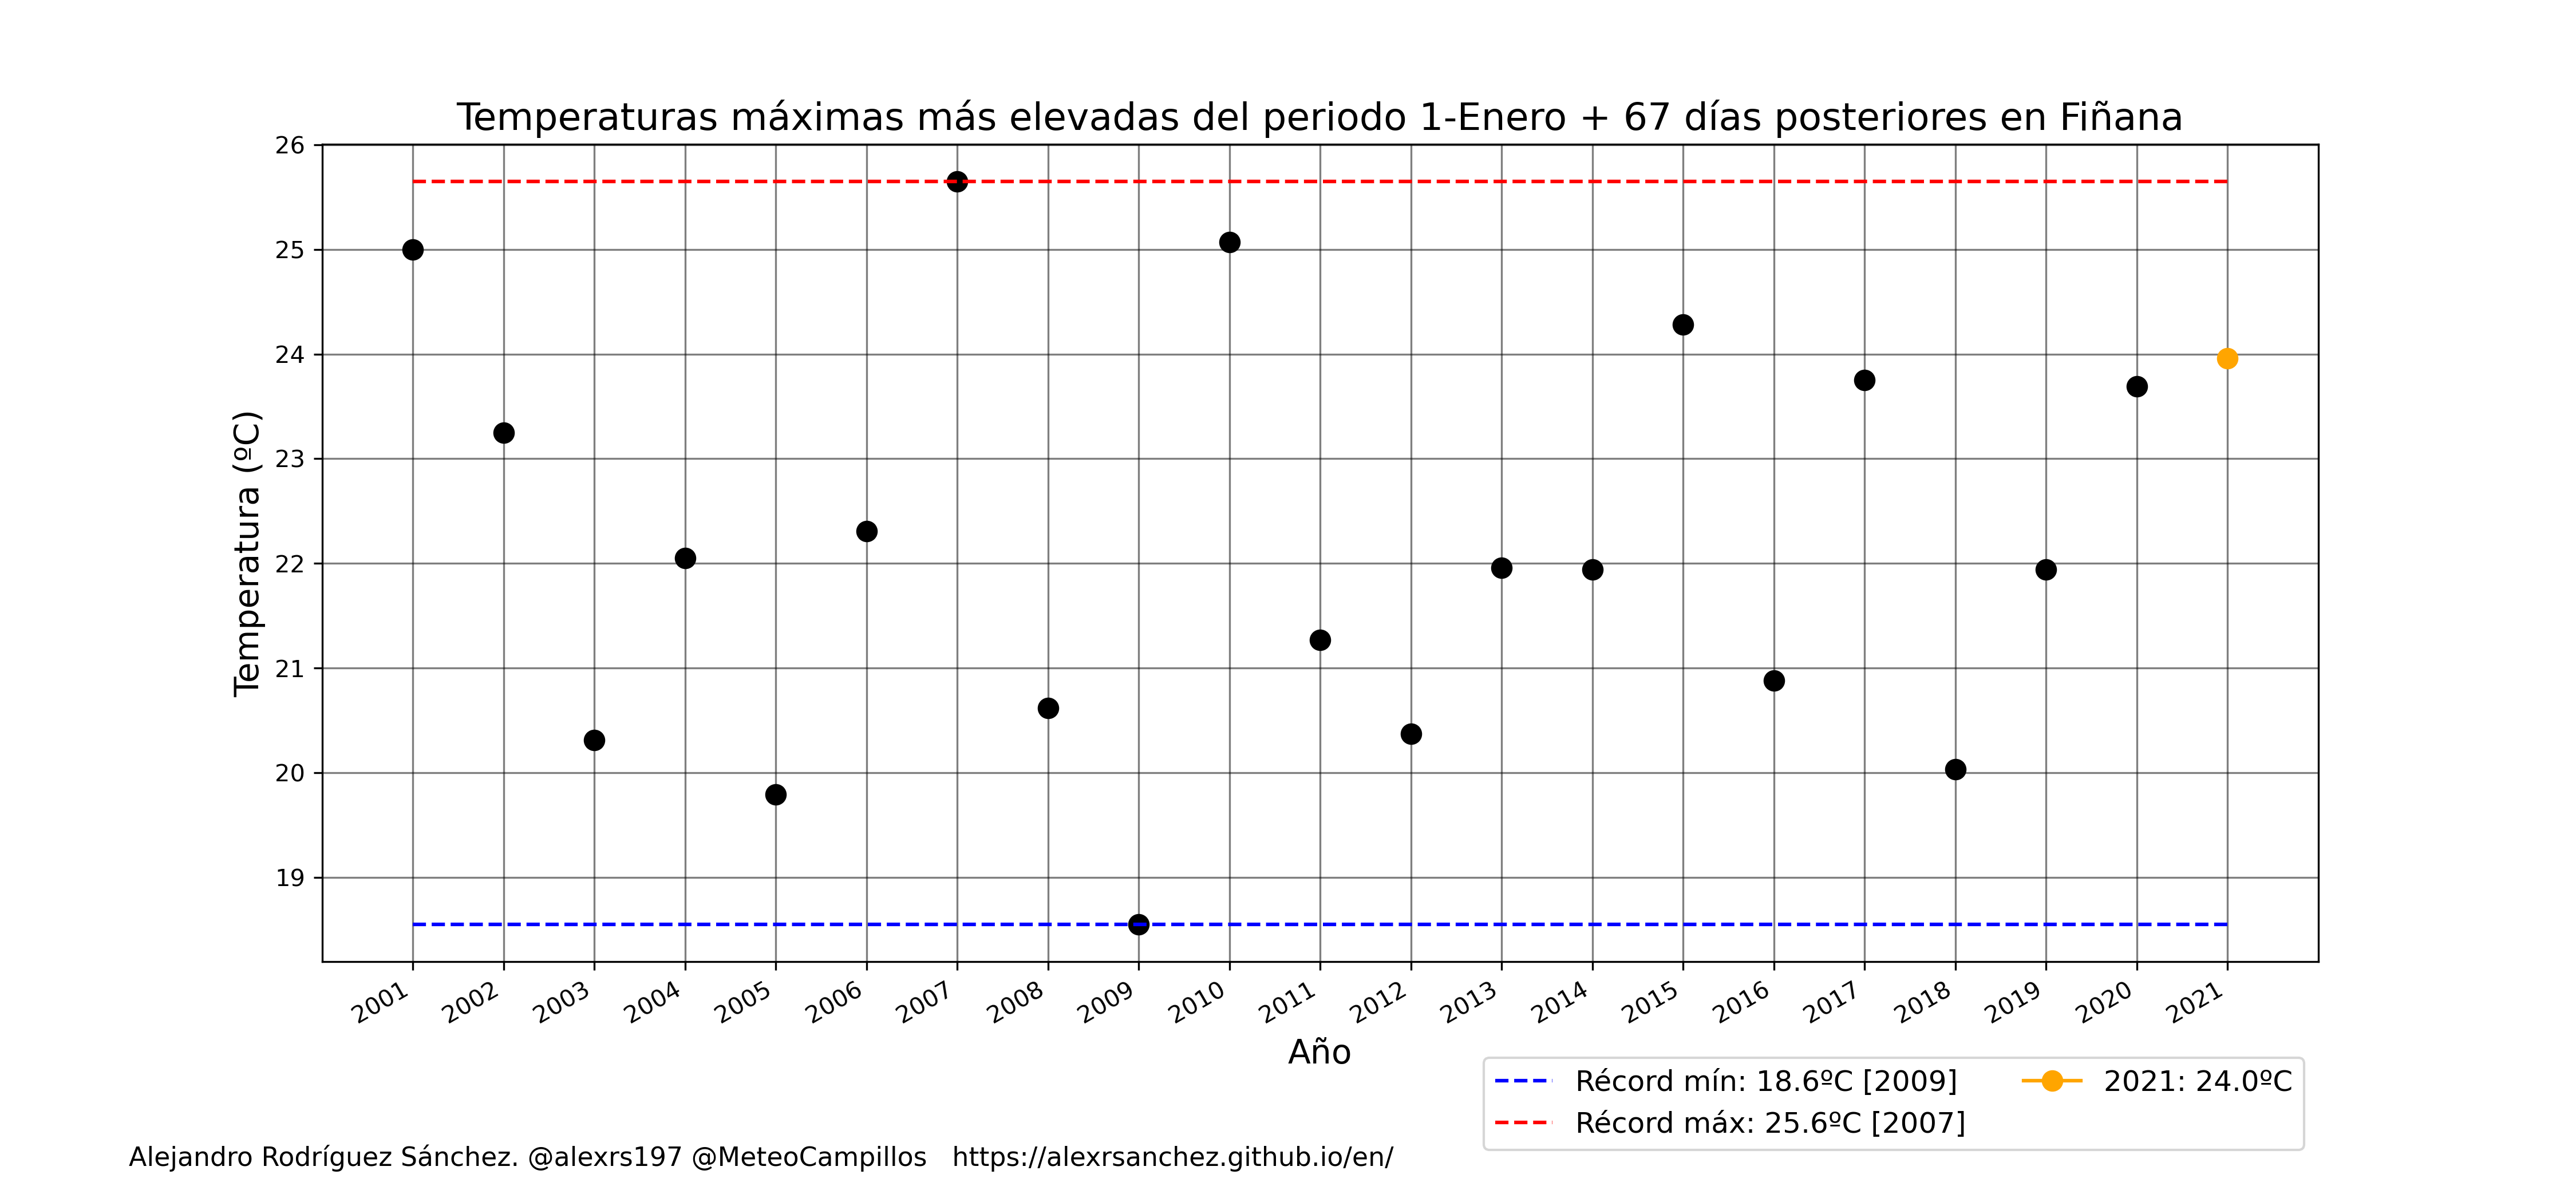 Temperaturas máximas más elevadas del periodo 1-Enero + 67 días posteriores en Fiñana
26
25
24
23
22
21
20
19
Temperatura (ºC)
2001 2002 2003 2004 2005 2006 2007 2008 2009 2010 2011 2012 2013 2014 2015 2016 2017 2018 2019 2020 2021
Año
Récord mín: 18.6ºC [2009]
Récord máx: 25.6ºC [2007]
2021: 24.0ºC
Alejandro Rodríguez Sánchez. @alexrs197 @MeteoCampillos https://alexrsanchez.github.io/en/